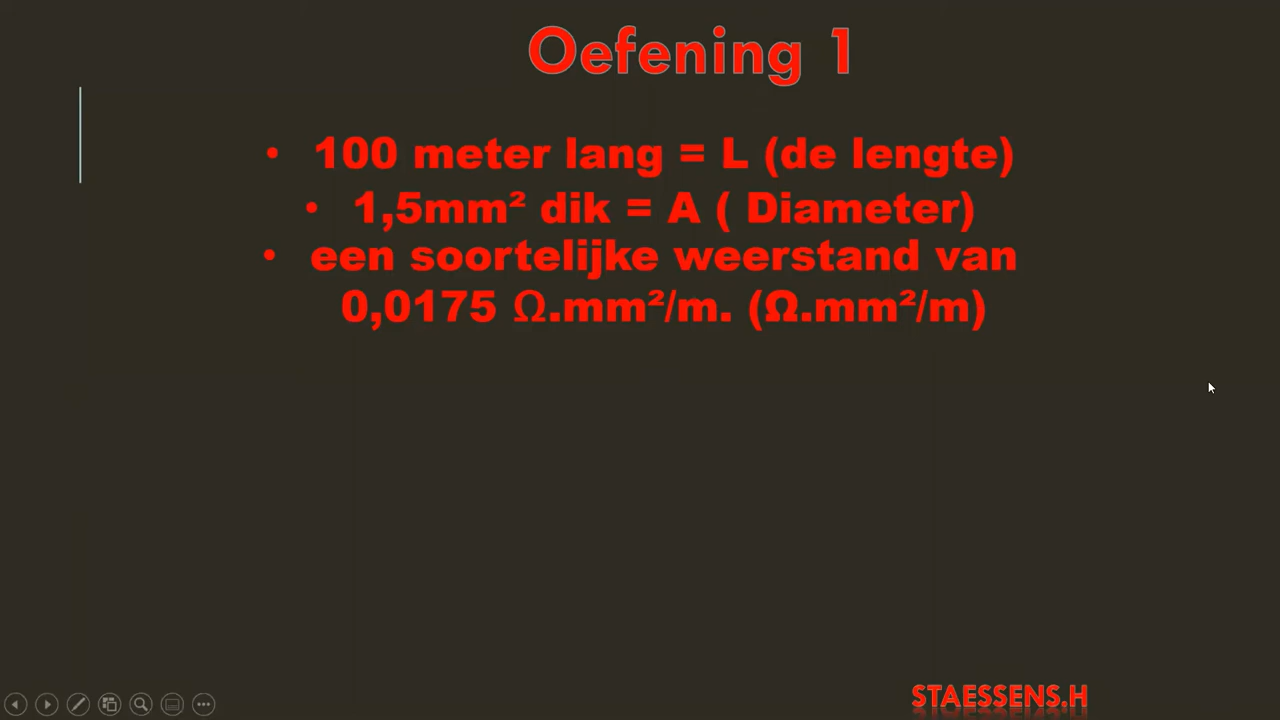 Oefening 1
• 100 meter lang = L (de lengte)
• 1,5mm² dik = A ( Diameter)
• een soortelijke weerstand van
0,0175 Ω.mm²/m. (Ω.mm²/m)
STAESSENS.H